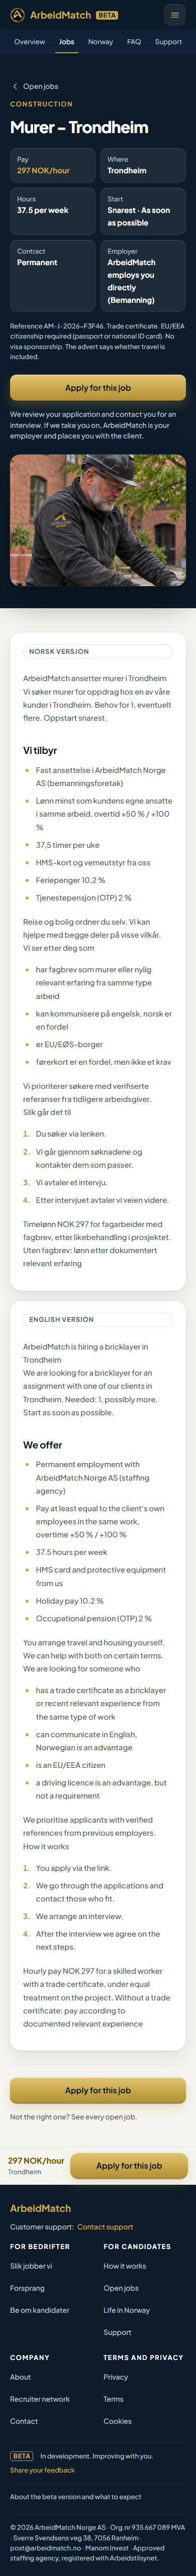 ArbeidMatch BETA
Overview Jobs Norway FAQ Support
Open jobs
CONSTRUCTION
Murer - Trondheim
Pay
297 NOK/hour
Where
Trondheim
Hours
37.5 per week
Start
Snarest · As soon
as possible
Contract
Permanent
Employer
ArbeidMatch
employs you
directly
(Bemanning)
Reference AM-J-2026-F3F46. Trade certificate. EU/EEA
citizenship required (passport or national ID card). No
visa sponsorship. The advert says whether travel is
included.
Apply for this job
We review your application and contact you for an
interview. If we take you on, ArbeidMatch is your
employer and places you with the client.
NORSK VERSJON
ArbeidMatch ansetter murer i Trondheim
Vi søker murer for oppdrag hos en av våre
kunder i Trondheim. Behov for 1, eventuelt
flere. Oppstart snarest.
Vi tilbyr
Fast ansettelse i ArbeidMatch Norge
AS (bemanningsforetak)
Lønn minst som kundens egne ansatte
i samme arbeid, overtid +50 % / +100
%
37,5 timer per uke
HMS-kort og verneutstyr fra oss
Feriepenger 10,2 %
Tjenestepensjon (OTP) 2 %
Reise og bolig ordner du selv. Vi kan
hjelpe med begge deler på visse vilkår.
Vi ser etter deg som
har fagbrev som murer eller nylig
relevant erfaring fra samme type
arbeid
kan kommunisere på engelsk, norsk er
en fordel
er EU/EØS-borger
førerkort er en fordel, men ikke et krav
Vi prioriterer søkere med verifiserte
referanser fra tidligere arbeidsgiver.
Slik går det til
1. Du søker via lenken.
2. Vi går gjennom søknadene og
kontakter dem som passer.
3. Vi avtaler et intervju.
4. Etter intervjuet avtaler vi veien videre.
Timelønn NOK 297 for fagarbeider med
fagbrev, etter likebehandling i prosjektet.
Uten fagbrev: lønn etter dokumentert
relevant erfaring
ENGLISH VERSION
ArbeidMatch is hiring a bricklayer in
Trondheim
We are looking for a bricklayer for an
assignment with one of our clients in
Trondheim. Needed: 1, possibly more.
Start as soon as possible.
We offer
Permanent employment with
ArbeidMatch Norge AS (staffing
agency)
Pay at least equal to the client's own
employees in the same work,
overtime +50 % / +100 %
37.5 hours per week
HMS card and protective equipment
from us
Holiday pay 10.2 %
Occupational pension (OTP) 2 %
You arrange travel and housing yourself.
We can help with both on certain terms.
We are looking for someone who
has a trade certificate as a bricklayer
or recent relevant experience from
the same type of work
can communicate in English,
Norwegian is an advantage
is an EU/EEA citizen
a driving licence is an advantage, but
not a requirement
We prioritise applicants with verified
references from previous employers.
How it works
1. You apply via the link.
2. We go through the applications and
contact those who fit.
3. We arrange an interview.
4. After the interview we agree on the
next steps.
Hourly pay NOK 297 for a skilled worker
with a trade certificate, under equal
treatment on the project. Without a trade
certificate: pay according to
documented relevant experience
Apply for this job
Not the right one? See every open job.
297 NOK/hour
Trondheim
Apply for this job
ArbeidMatch
Customer support: Contact support
FOR BEDRIFTER
Slik jobber vi
Forsprang
Be om kandidater
FOR CANDIDATES
How it works
Open jobs
Life in Norway
Support
COMPANY
About
Recruiter network
Contact
TERMS AND PRIVACY
Privacy
Terms
Cookies
BETA In development. Improving with you.
Share your feedback
About the beta version and what to expect
© 2026 ArbeidMatch Norge AS · Org.nr 935 667 089 MVA
· Sverre Svendsens veg 38, 7056 Ranheim ·
post@arbeidmatch.no · Manom Invest · Approved
staffing agency, registered with Arbeidstilsynet.